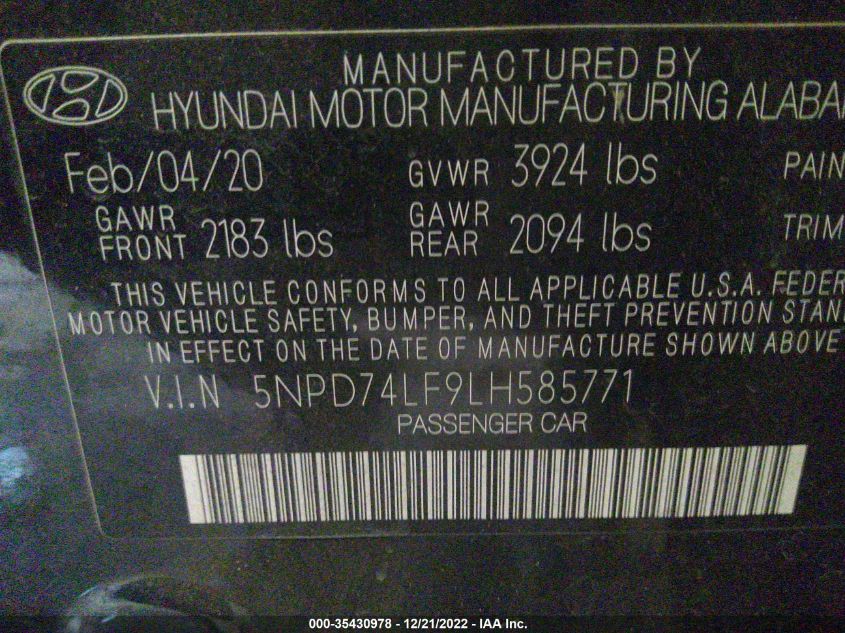 MANUFACTURED BY
HYUNDAI MOTOR MANUFACTURING ALABA
Feb/04/20 GVWR 3924 lbs PAIN
GAWR FRONT 2183 lbs GAWR REAR 2094 lbs TRIM
THIS VEHICLE CONFORMS TO ALL APPLICABLE U.S.A. FEDER
MOTOR VEHICLE SAFETY, BUMPER, AND THEFT PREVENTION STAN
IN EFFECT ON THE DATE OF MANUFACTURE SHOWN ABOVE
V.I.N 5NPD74LF9LH585771
PASSENGER CAR
000-35430978 - 12/21/2022 - IAA Inc.